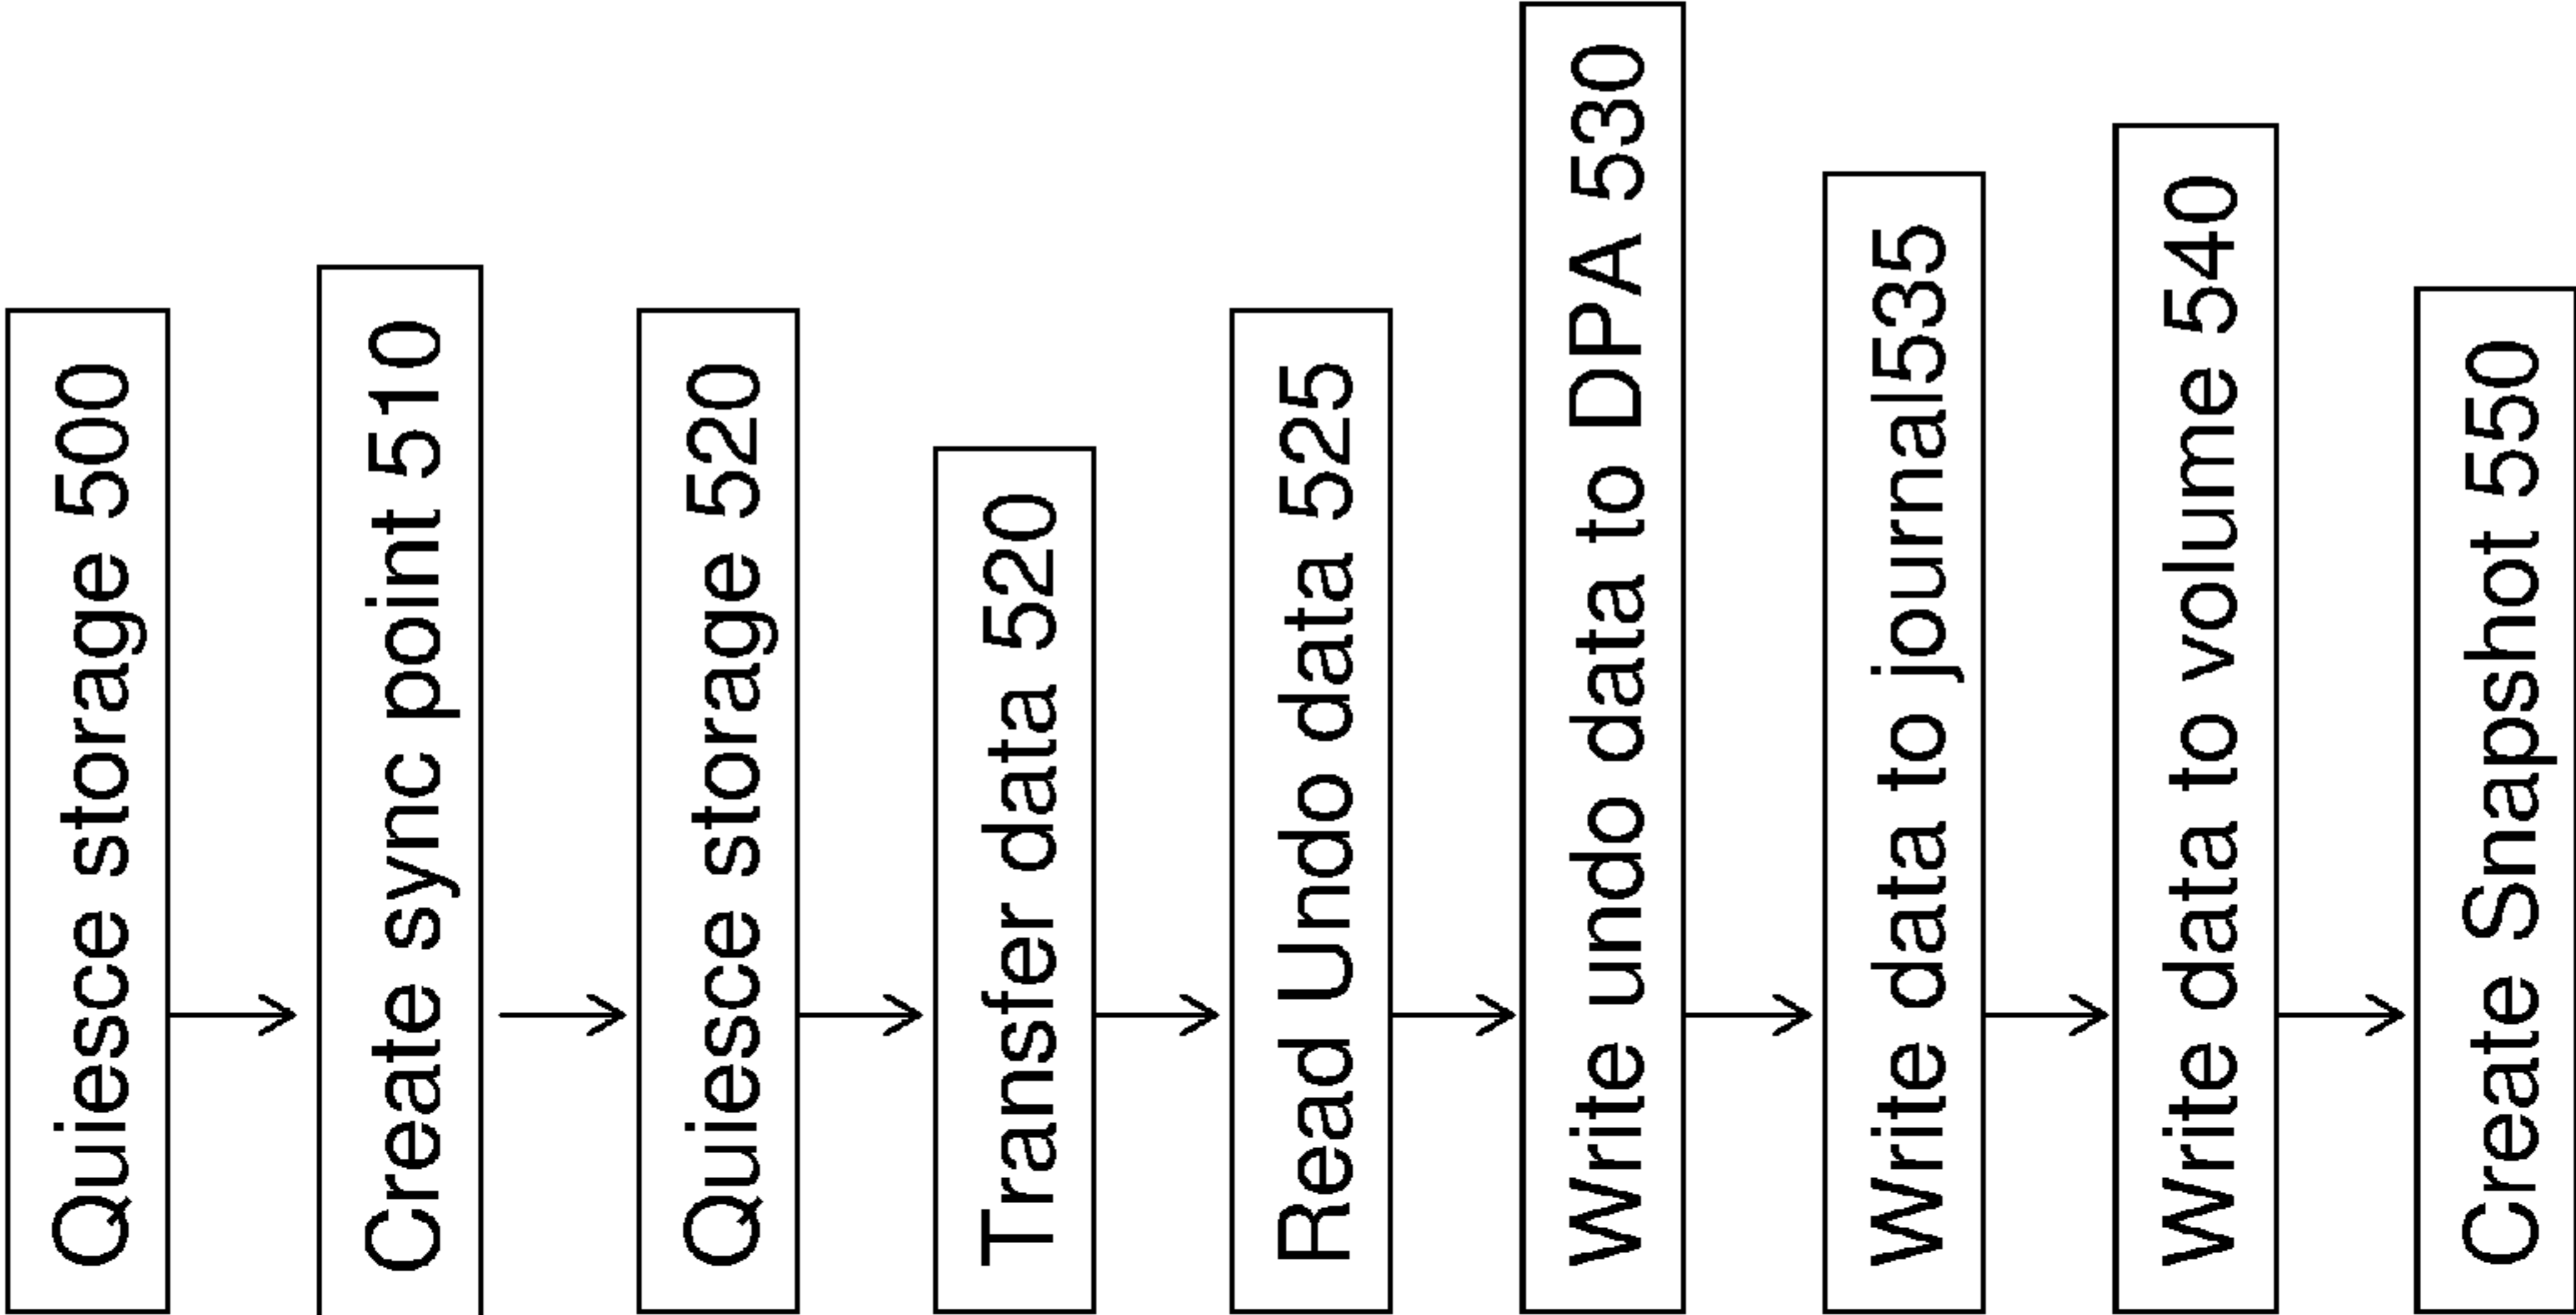 Quiesce storage 500
Create sync point 510
Quiesce storage 520
Transfer data 520
Read Undo data 525
Write undo data to DPA 530
Write data to journal535
Write data to volume 540
Create Snapshot 550